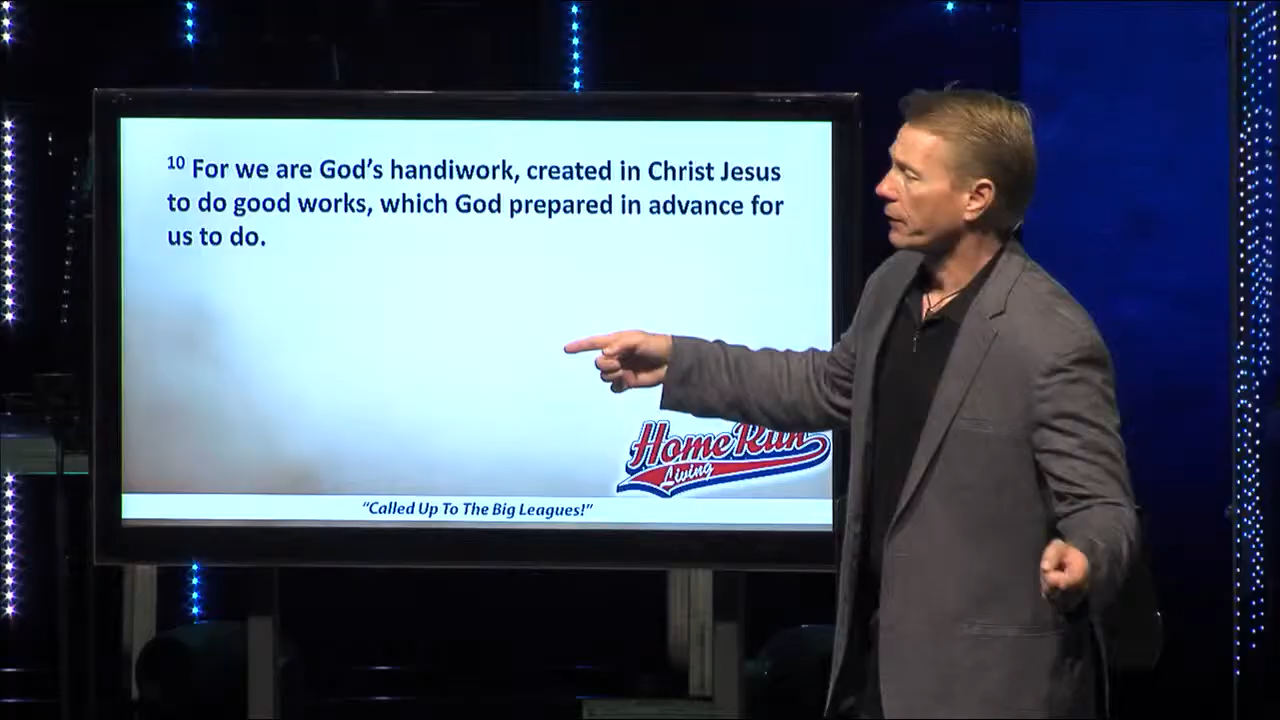 10 For we are God's handiwork, created in Christ Jesus
to do good works, which God prepared in advance for
us to do.
Home Run
Living
"Called Up To The Big Leagues!"